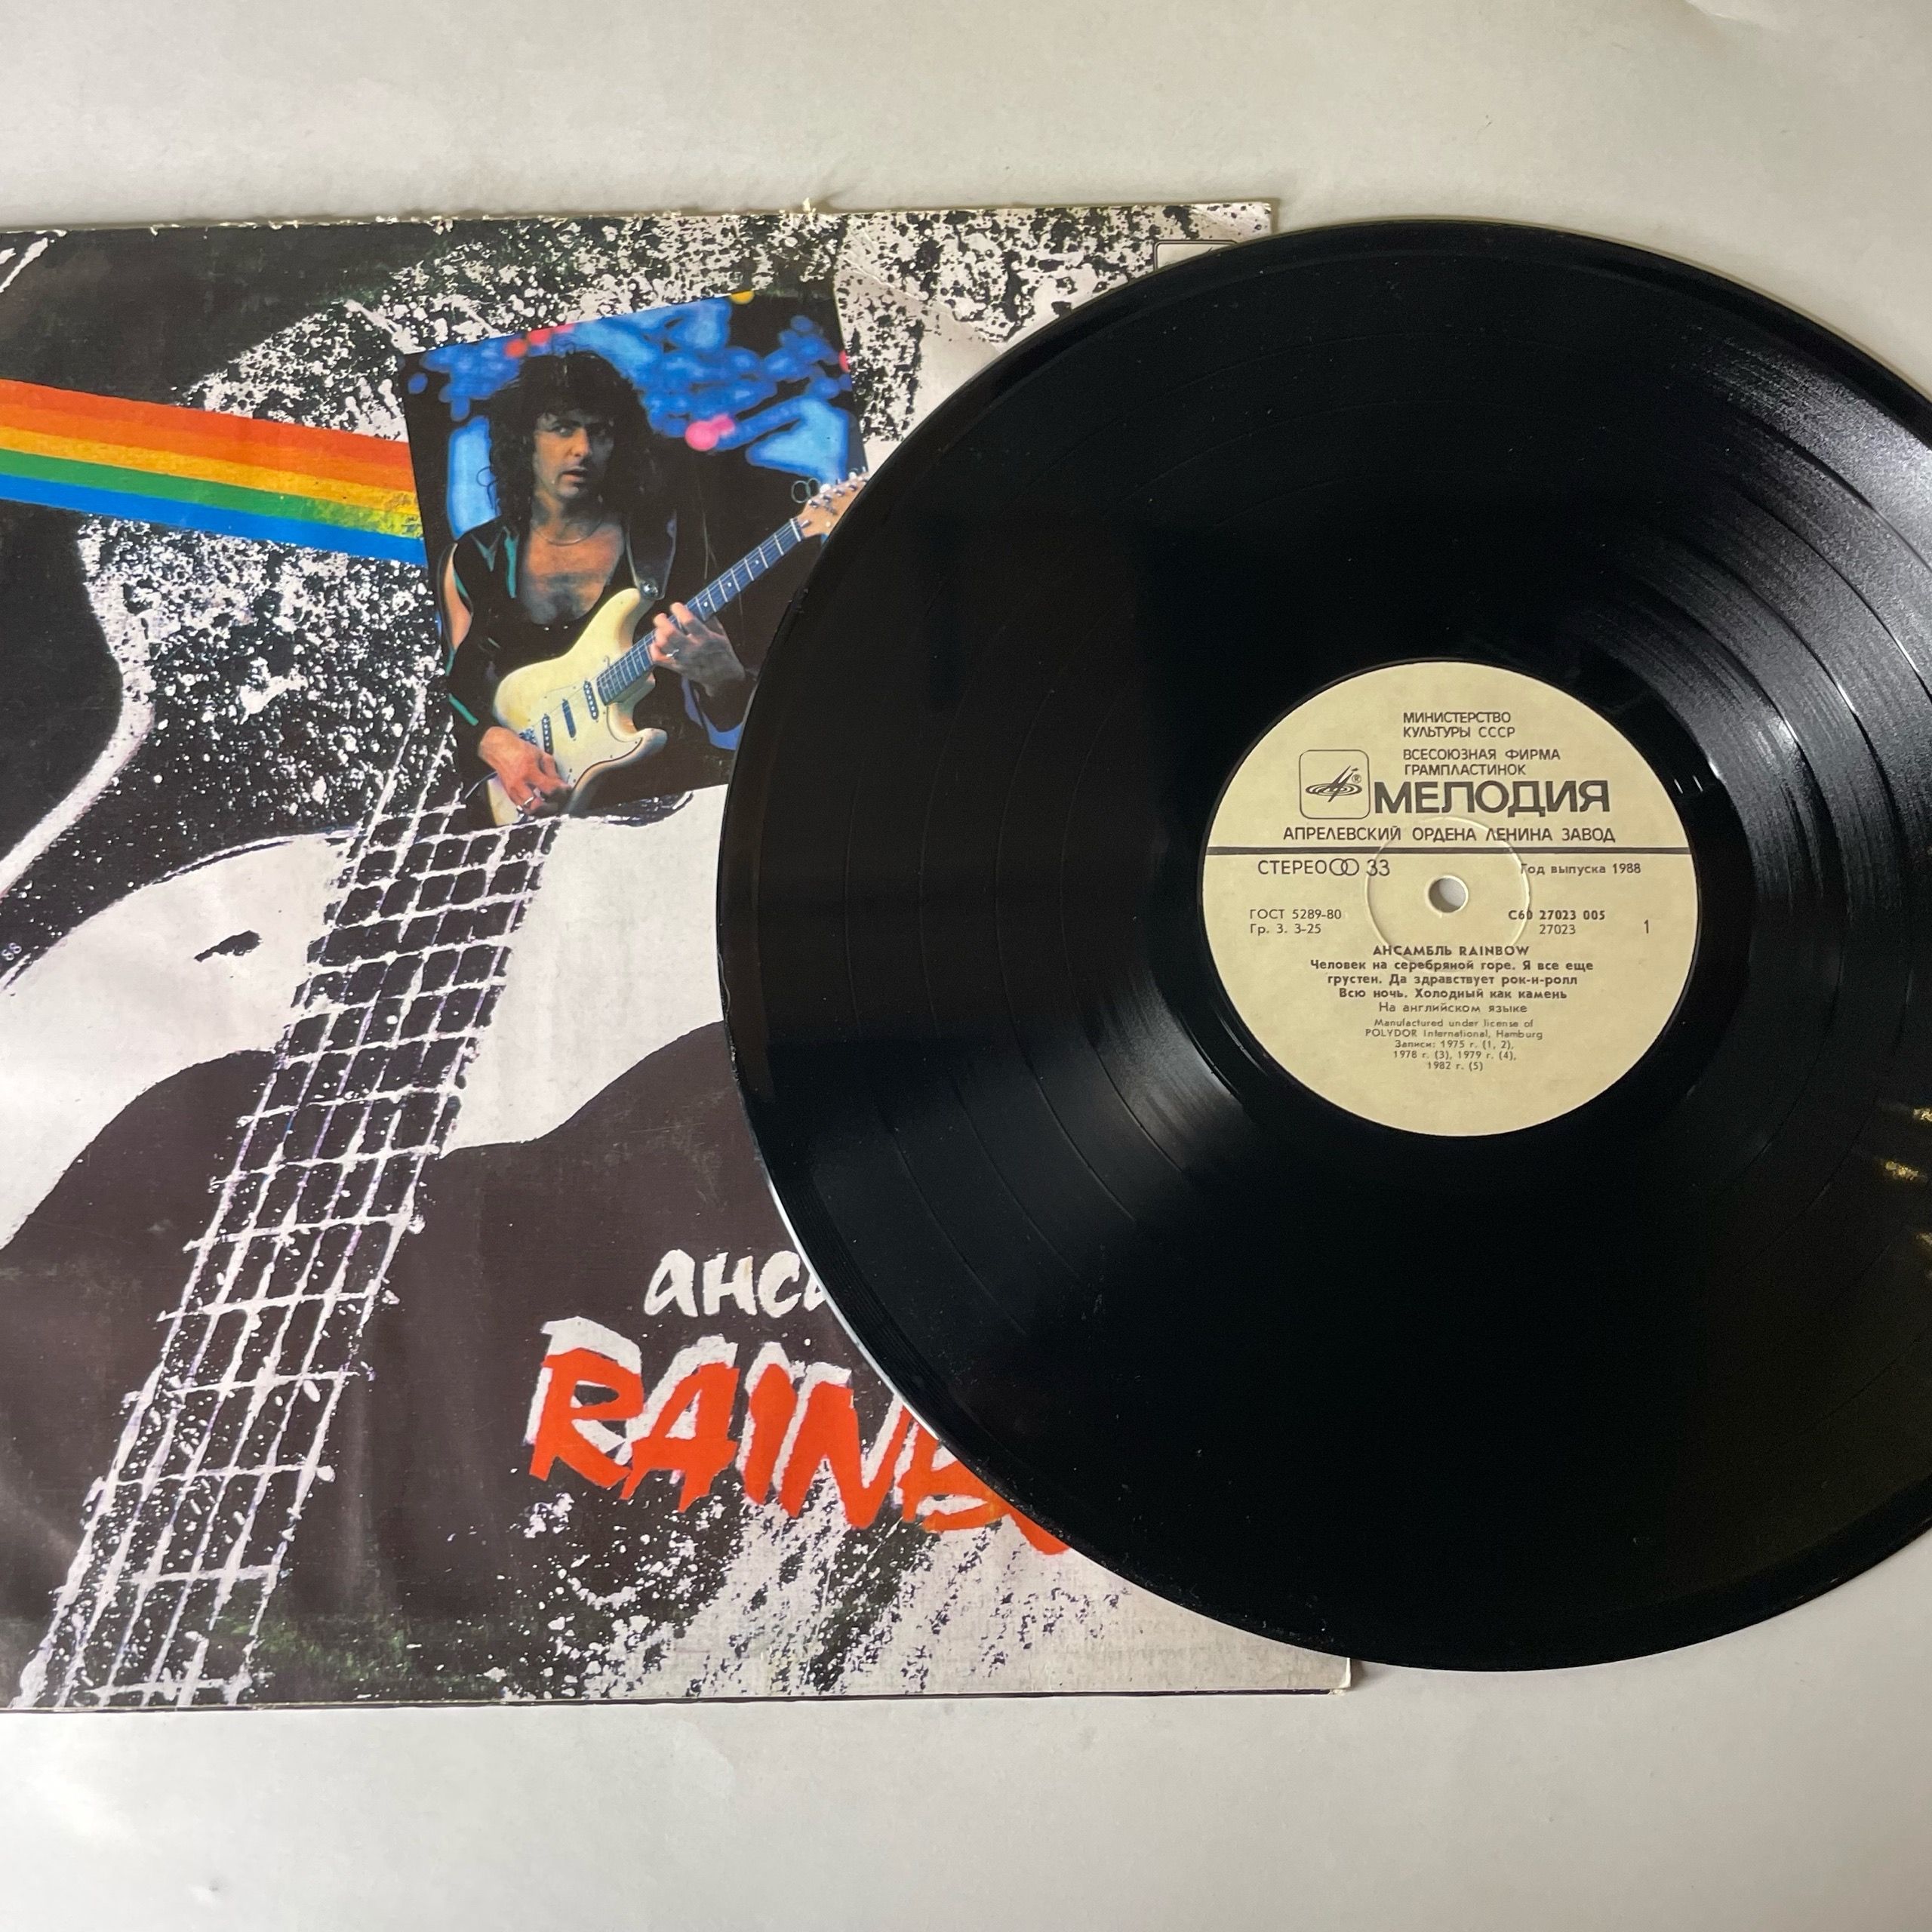 88
анса
RAINBO
МИНИСТЕРСТВО
КУЛЬТУРЫ СССР
ВСЕСОЮЗНАЯ ФИРМА
ГРАМПЛАСТИНОК
МЕЛОДИЯ
®
АПРЕЛЕВСКИЙ ОРДЕНА ЛЕНИНА ЗАВОД
СТЕРЕО 33
Год выпуска 1988
ГОСТ 5289-80
Гр. 3. 3-25
С60 27023 005
27023
1
АНСАМБЛЬ RAINBOW
Человек на серебряной горе. Я все еще
грустен. Да здравствует рок-н-ролл
Всю ночь. Холодный как камень
На английском языке
Manufactured under license of
POLYDOR International, Hamburg
Записи: 1975 г. (1, 2),
1978 г. (3), 1979 г. (4),
1982 г. (5)